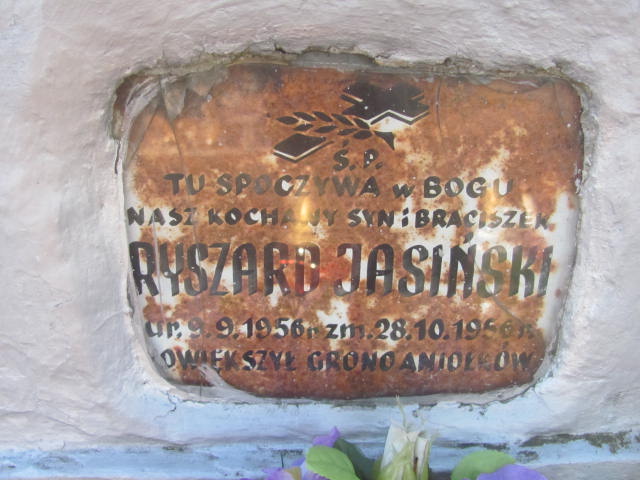 Ś. P.
TU SPOCZYWA w BOGU
NASZ KOCHANY SYN i BRACISZEK
RYSZARD JASIŃSKI
ur. 9.9.1956 r. zm. 28.10.1956 r.
POWIĘKSZYŁ GRONO ANIOŁKÓW